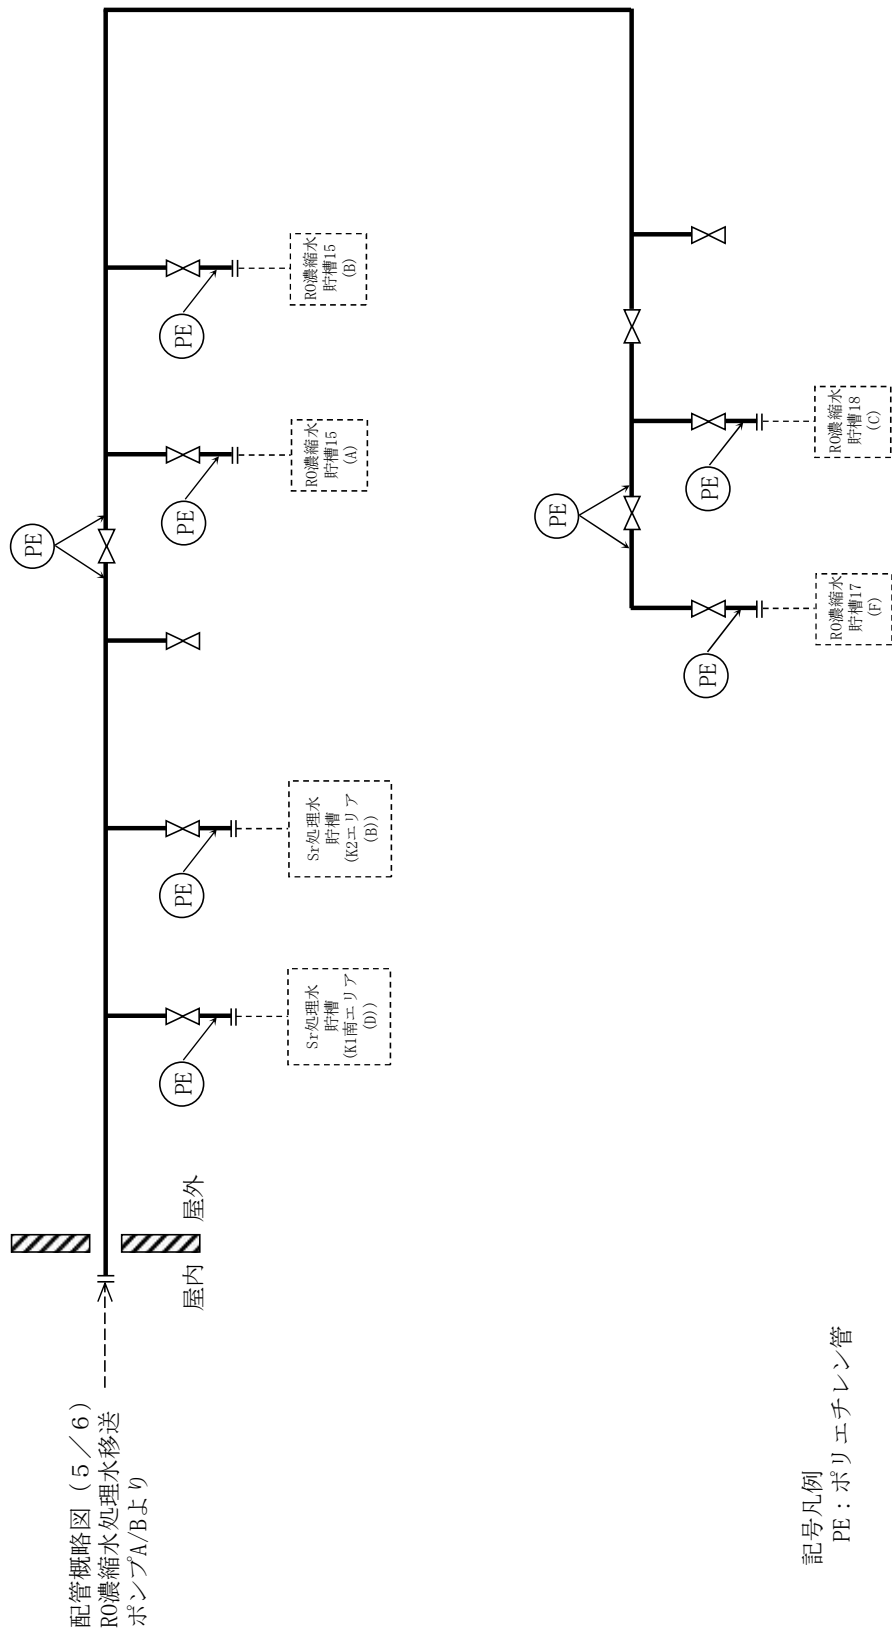 配管概略図（５／６）
RO濃縮水処理水移送
ポンプA/Bより
屋内
屋外
PE
Sr処理水
貯槽
(K1南エリア
(D))
PE
Sr処理水
貯槽
(K2エリア
(B))
PE
PE
RO濃縮水
貯槽15
(A)
PE
RO濃縮水
貯槽15
(B)
PE
PE
RO濃縮水
貯槽17
(F)
PE
RO濃縮水
貯槽18
(C)
記号凡例
PE：ポリエチレン管